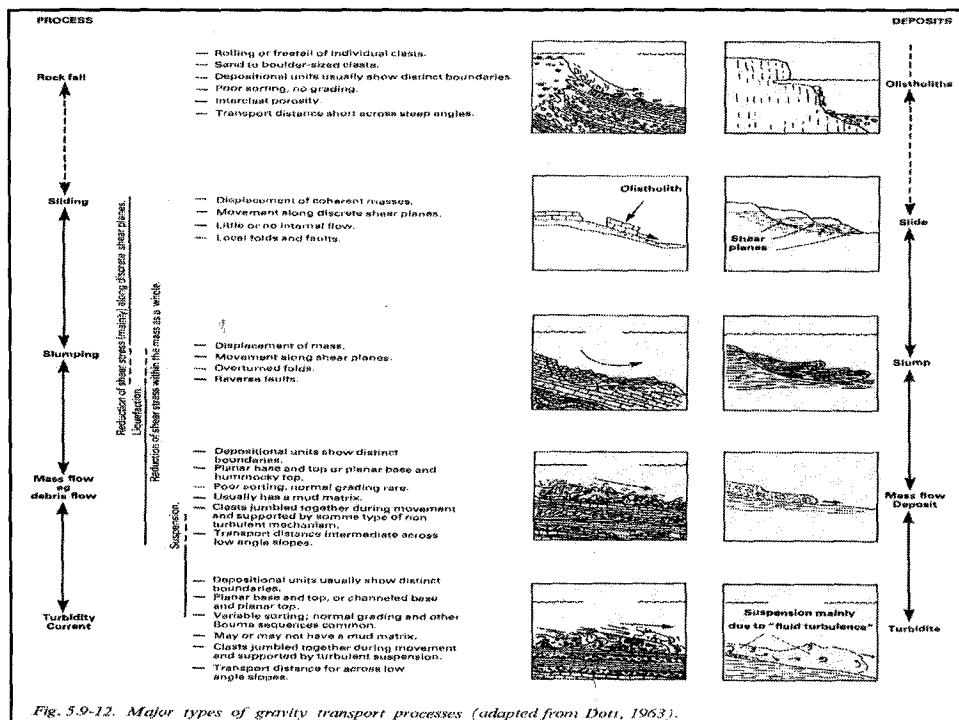 PROCESS
DEPOSITS
Rock fall
— Rolling or freefall of individual clasts.
— Sand to boulder-sized clasts.
— Depositional units usually show distinct boundaries.
— Poor sorting, no grading.
— Interclast porosity.
— Transport distance short across steep angles.
Olistholiths
Sliding
— Displacement of coherent masses.
— Movement along discrete shear planes.
— Little or no internal flow.
— Local folds and faults.
Olistholith
Shear
planes
Slide
Reduction of shear stress (mainly) along discrete shear planes.
Liquefaction.
Reduction of shear stress within the mass as a whole.
Slumping
— Displacement of mass.
— Movement along shear planes.
— Overturned folds.
— Reverse faults.
Slump
Mass flow
eg
debris flow
— Depositional units show distinct
boundaries.
— Planar base and top or planar base and
hummocky top.
— Poor sorting, normal grading rare.
— Usually has a mud matrix.
— Clasts jumbled together during movement
and supported by somme type of non
turbulent mechanism.
— Transport distance intermediate across
low angle slopes.
Mass flow
Deposit
Suspension.
Turbidity
Current
— Depositional units usually show distinct
boundaries.
— Planar base and top, or channeled base
and planar top.
— Variable sorting; normal grading and other
Bouma sequences common.
— May or may not have a mud matrix.
— Clasts jumbled together during movement
and supported by turbulent suspension.
— Transport distance far across low
angle slopes.
Suspension mainly
due to "fluid turbulence"
Turbidite
Fig. 5.9-12. Major types of gravity transport processes (adapted from Dott, 1963).